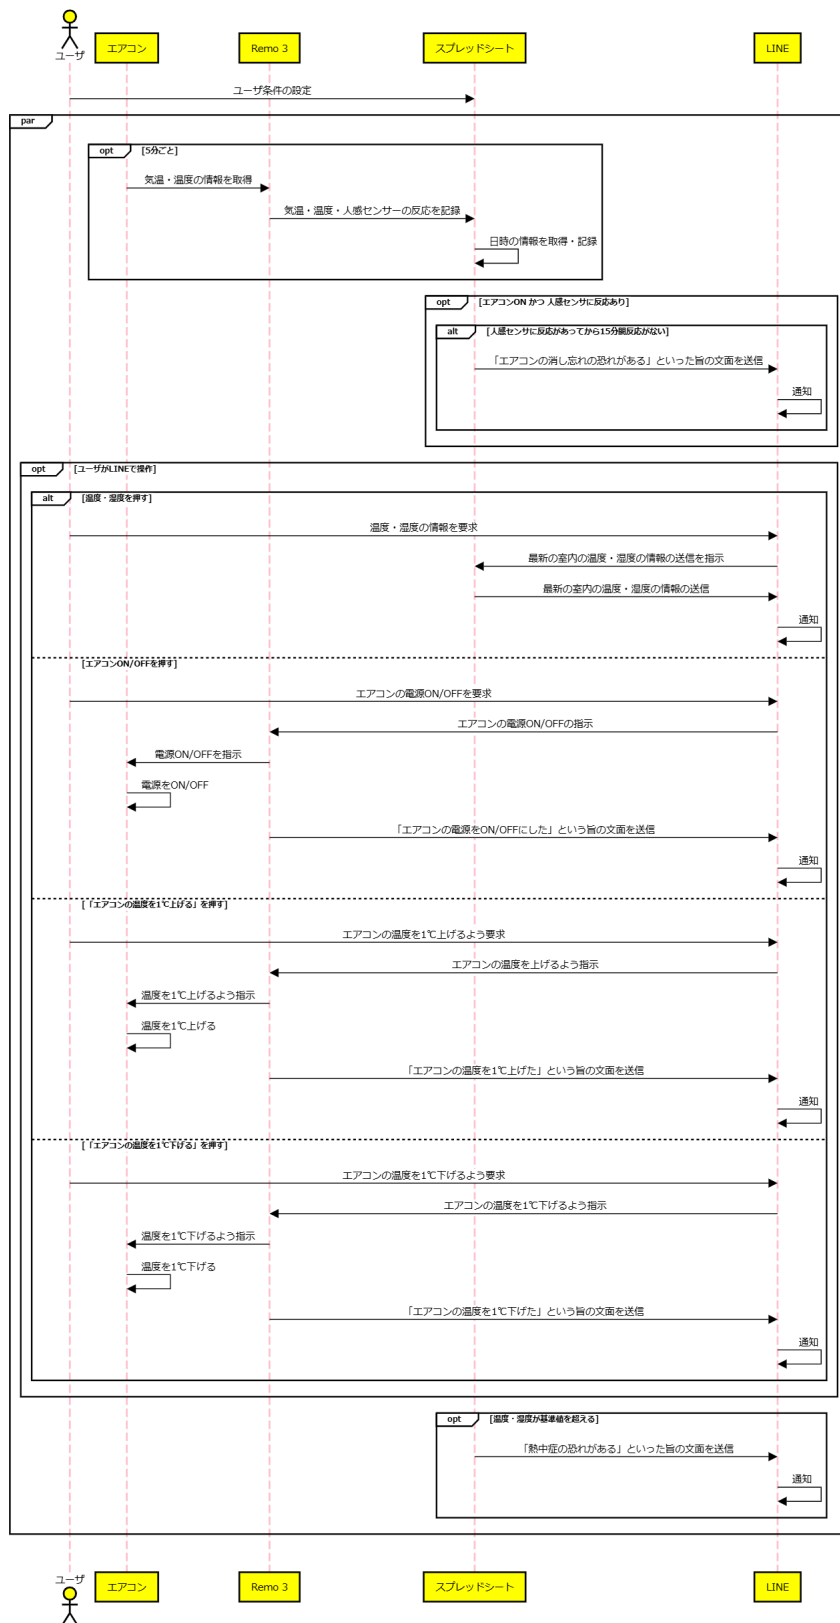 ユーザ
エアコン
Remo 3
スプレッドシート
LINE
ユーザ条件の設定
par
opt [5分ごと]
気温・温度の情報を取得
気温・温度・人感センサーの反応を記録
日時の情報を取得・記録
opt [エアコンON かつ 人感センサに反応あり]
alt [人感センサに反応があってから15分間反応がない]
「エアコンの消し忘れの恐れがある」といった旨の文面を送信
通知
opt [ユーザがLINEで操作]
alt [温度・湿度を押す]
温度・湿度の情報を要求
最新の室内の温度・湿度の情報の送信を指示
最新の室内の温度・湿度の情報の送信
通知
[エアコンON/OFFを押す]
エアコンの電源ON/OFFを要求
エアコンの電源ON/OFFの指示
電源ON/OFFを指示
電源をON/OFF
「エアコンの電源をON/OFFにした」という旨の文面を送信
通知
[「エアコンの温度を1℃上げる」を押す]
エアコンの温度を1℃上げるよう要求
エアコンの温度を上げるよう指示
温度を1℃上げるよう指示
温度を1℃上げる
「エアコンの温度を1℃上げた」という旨の文面を送信
通知
[「エアコンの温度を1℃下げる」を押す]
エアコンの温度を1℃下げるよう要求
エアコンの温度を1℃下げるよう指示
温度を1℃下げるよう指示
温度を1℃下げる
「エアコンの温度を1℃下げた」という旨の文面を送信
通知
opt [温度・湿度が基準値を超える]
「熱中症の恐れがある」といった旨の文面を送信
通知
ユーザ
エアコン
Remo 3
スプレッドシート
LINE